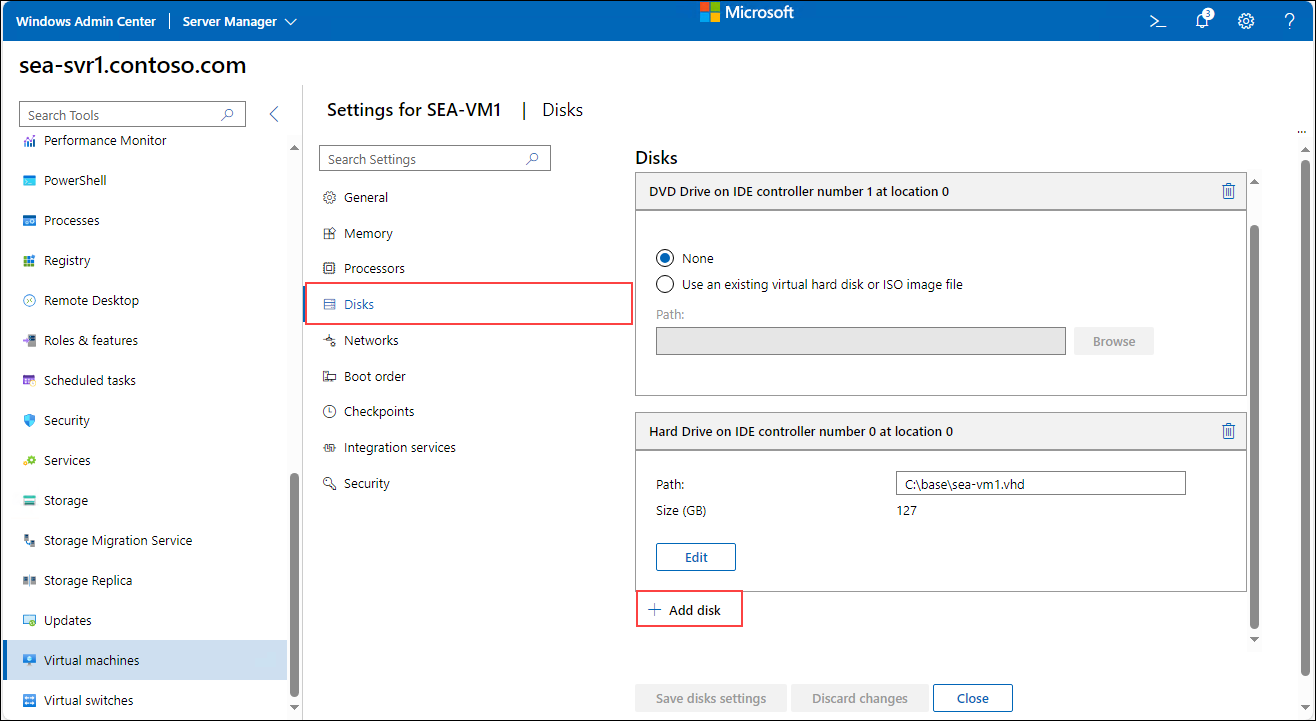 Windows Admin Center
Server Manager
Microsoft
3
?
sea-svr1.contoso.com
Search Tools
Performance Monitor
PowerShell
Processes
Registry
Remote Desktop
Roles & features
Scheduled tasks
Security
Services
Storage
Storage Migration Service
Storage Replica
Updates
Virtual machines
Virtual switches
Settings for SEA-VM1 | Disks
Search Settings
General
Memory
Processors
Disks
Networks
Boot order
Checkpoints
Integration services
Security
...
Disks
DVD Drive on IDE controller number 1 at location 0
None
Use an existing virtual hard disk or ISO image file
Path:
Browse
Hard Drive on IDE controller number 0 at location 0
Path: C:\base\sea-vm1.vhd
Size (GB) 127
Edit
+ Add disk
Save disks settings Discard changes Close